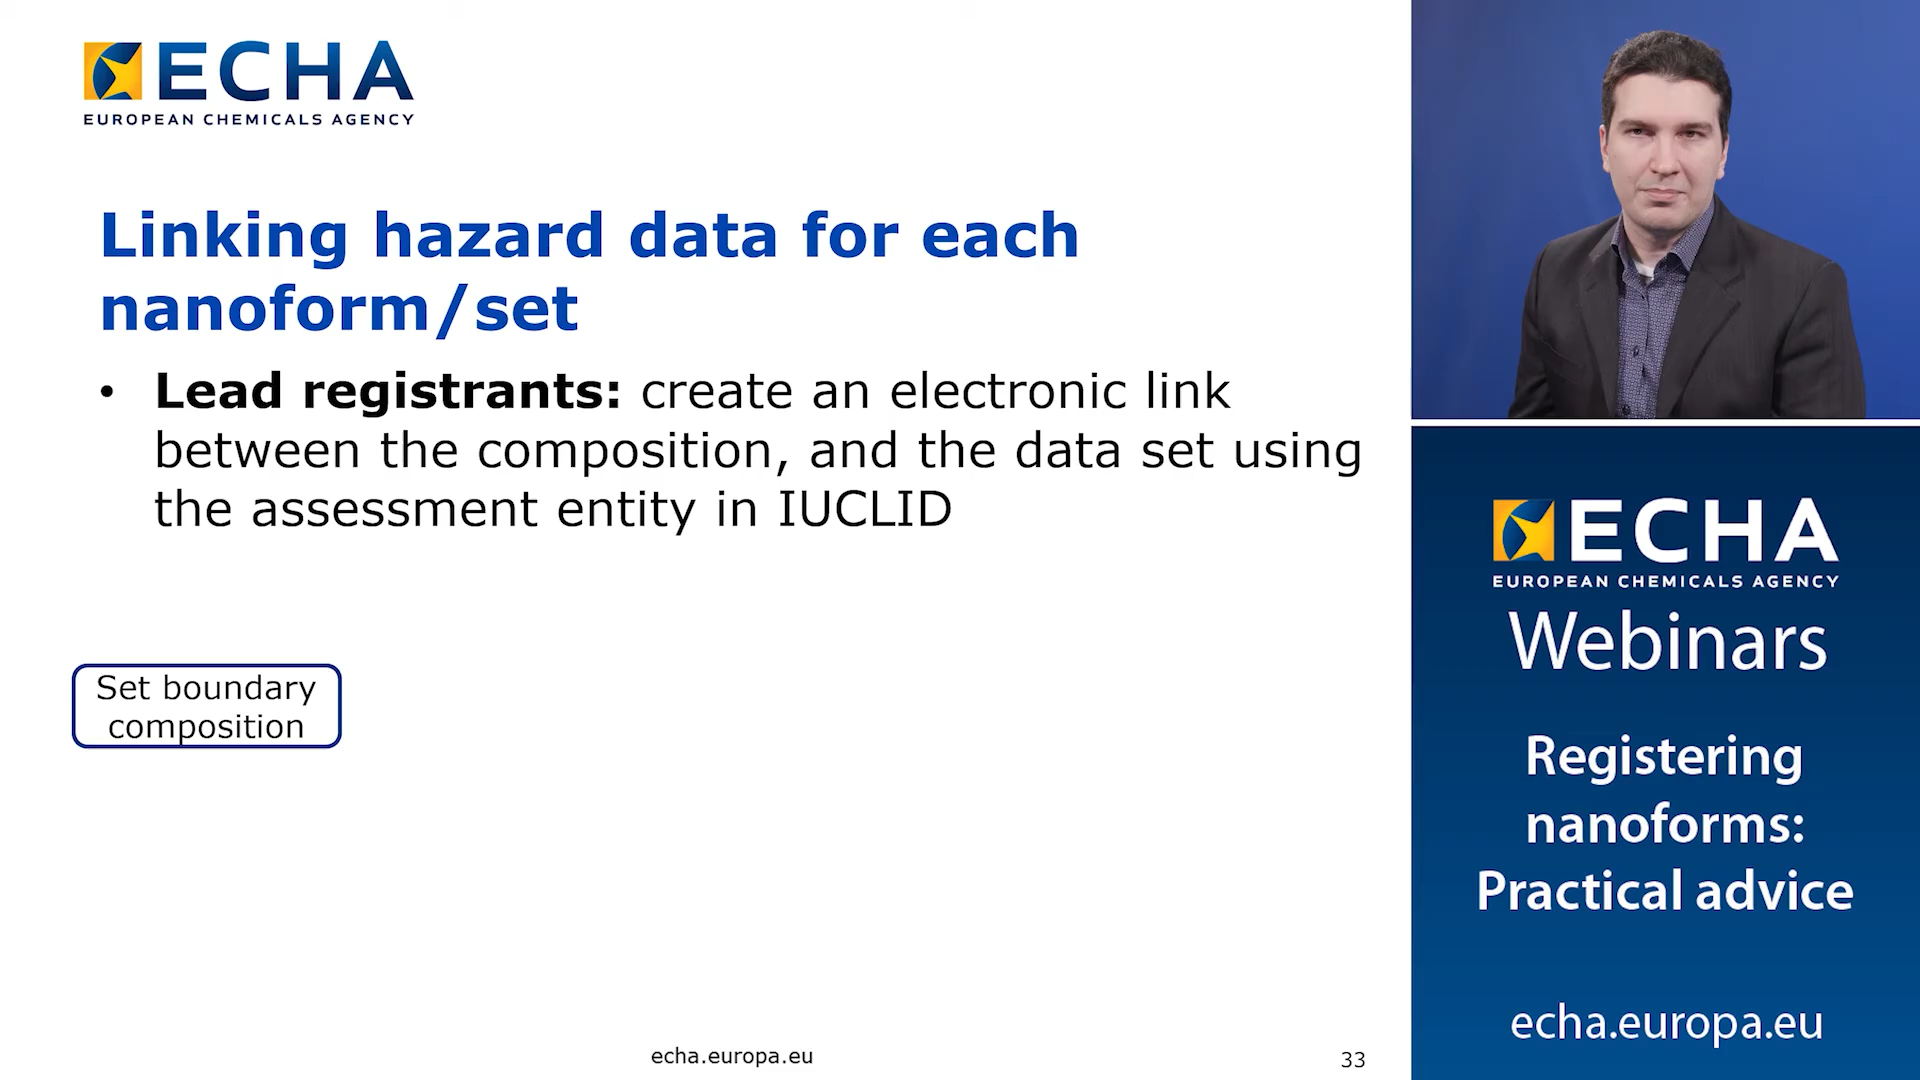 ECHA
EUROPEAN CHEMICALS AGENCY
Linking hazard data for each
nanoform/set
• Lead registrants: create an electronic link
between the composition, and the data set using
the assessment entity in IUCLID
Set boundary
composition
echa.europa.eu
33
ECHA
EUROPEAN CHEMICALS AGENCY
Webinars
Registering
nanoforms:
Practical advice
echa.europa.eu